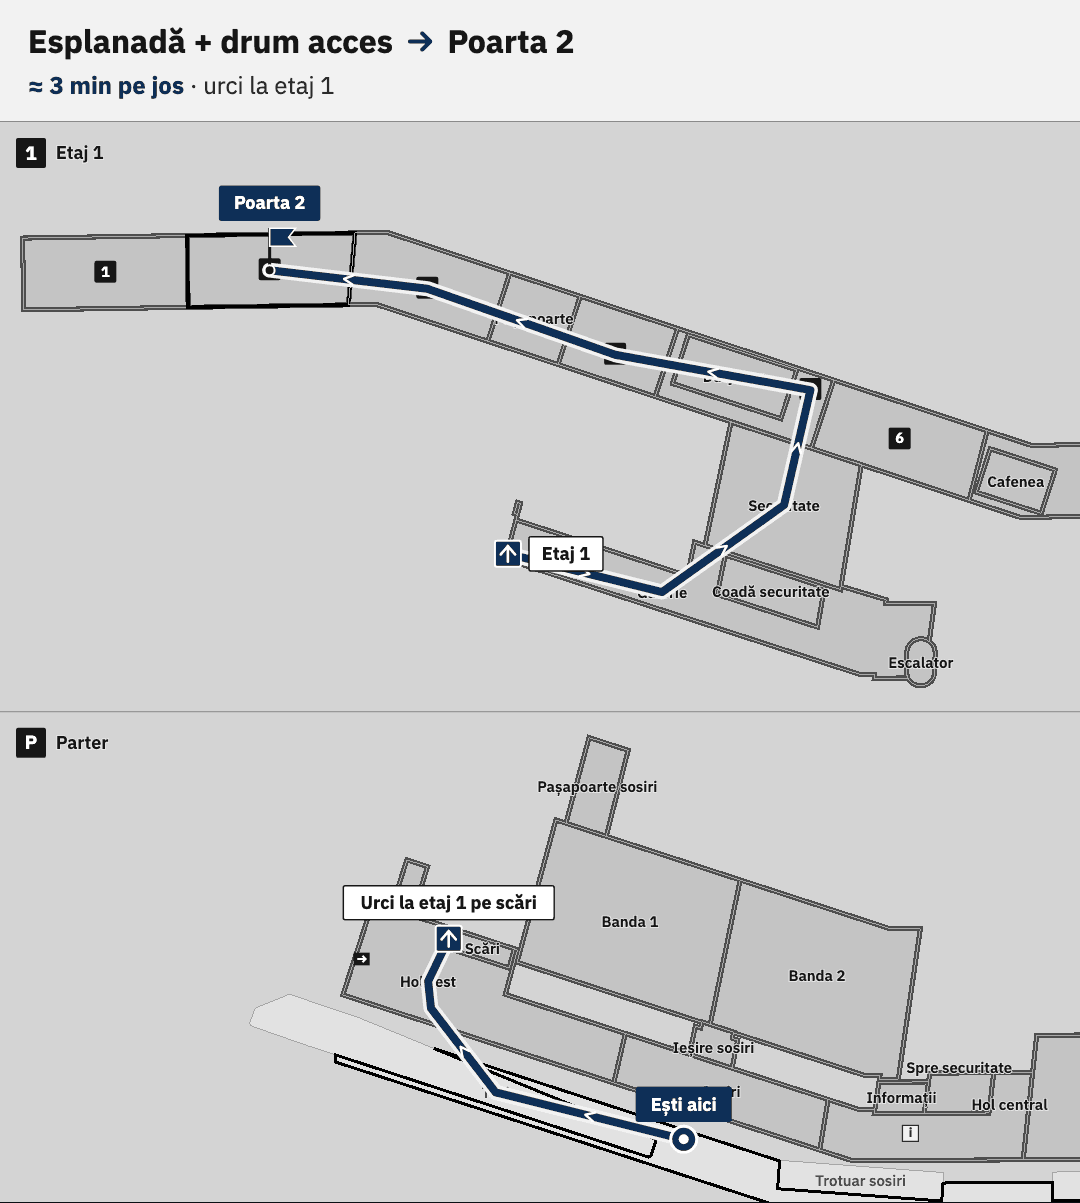 Esplanadă + drum acces → Poarta 2
≈ 3 min pe jos · urci la etaj 1
1 Etaj 1
Poarta 2
1
6
Cafenea
Etaj 1
Coadă securitate
Escalator
P Parter
Pașapoarte sosiri
Urci la etaj 1 pe scări
Banda 1
Scări
Banda 2
Ieșire sosiri
Spre securitate
Informații
Ești aici
Hol central
i
Trotuar sosiri